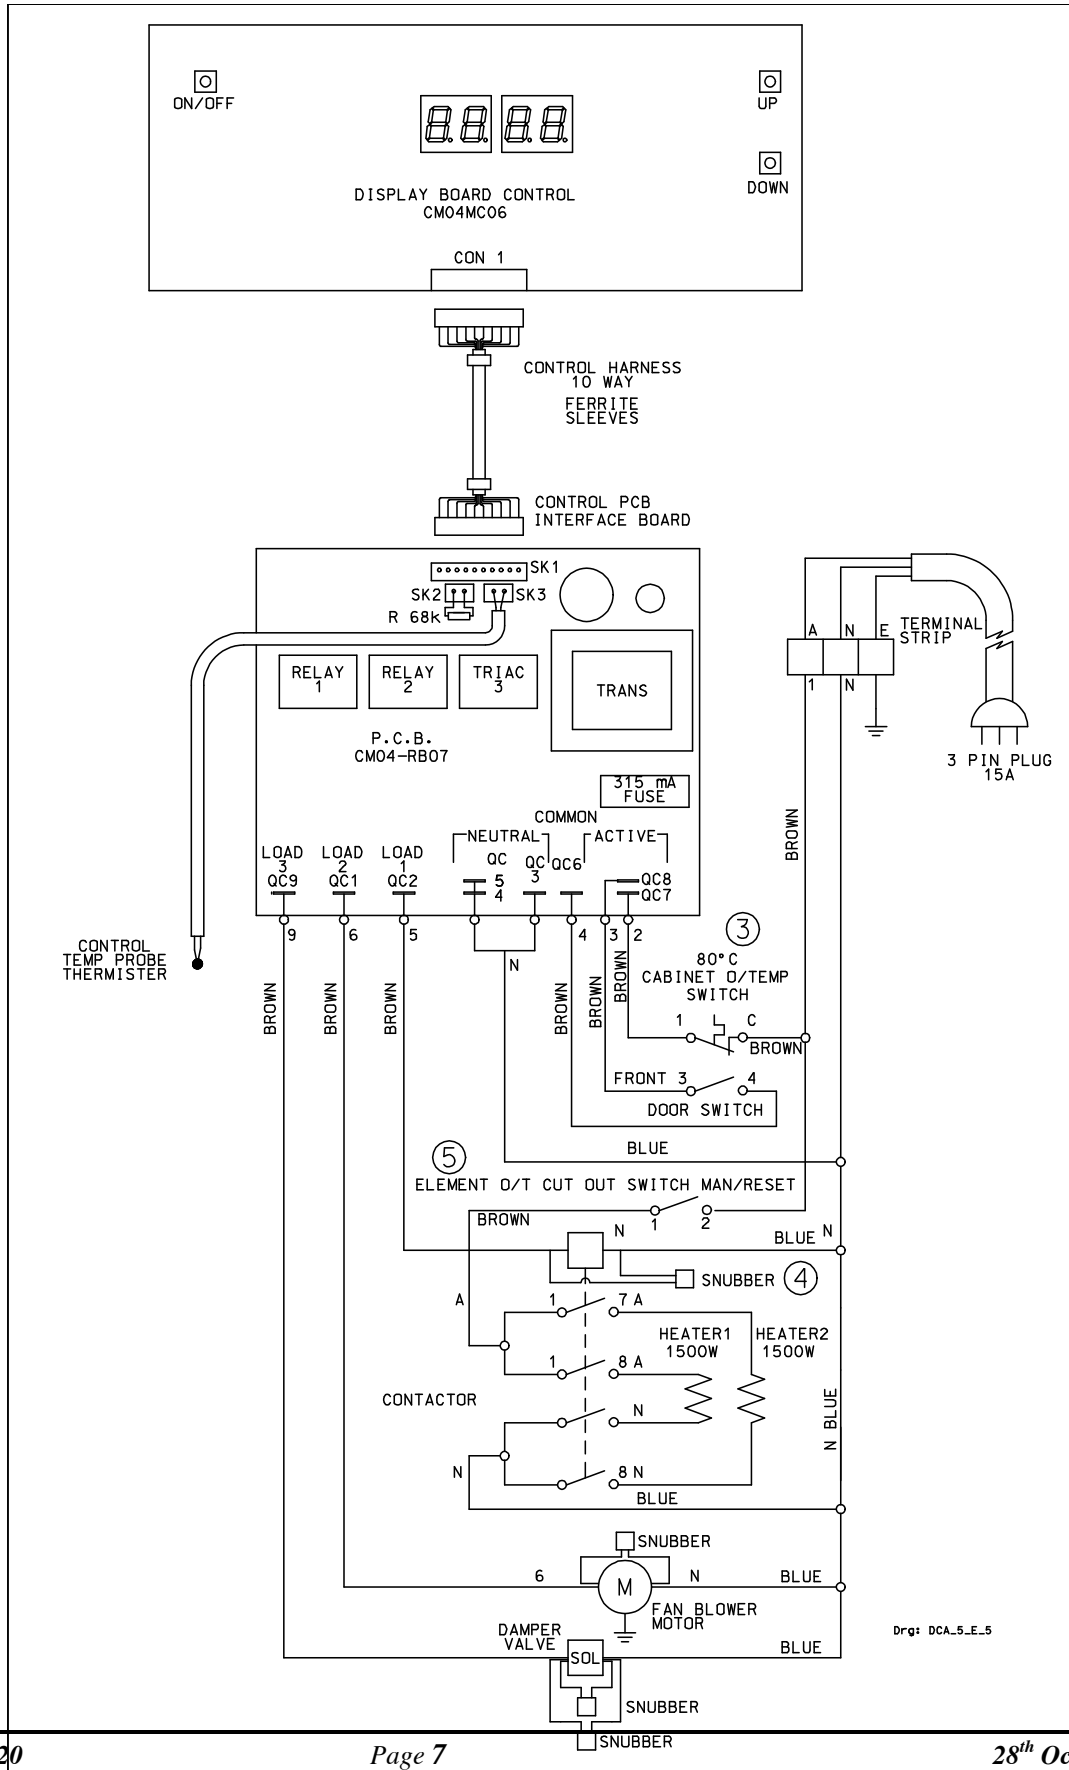 ON/OFF
UP
DOWN
DISPLAY BOARD CONTROL
CM04MC06
CON 1
CONTROL HARNESS
10 WAY
FERRITE
SLEEVES
CONTROL PCB
INTERFACE BOARD
SK1
SK2
SK3
R 68K
RELAY
1
RELAY
2
TRIAC
3
TRANS
P.C.B.
CM04-RB07
315 mA
FUSE
A N E
TERMINAL
STRIP
1 N
3 PIN PLUG
15A
COMMON
NEUTRAL
ACTIVE
LOAD
3
QC9
LOAD
2
QC1
LOAD
1
QC2
QC
5
4
QC
3
QC6
QC8
QC7
9 6 5 N 4 3 2
BROWN
BROWN
BROWN
BROWN
BROWN
BROWN
BROWN
CONTROL
TEMP PROBE
THERMISTER
3
80°C
CABINET O/TEMP
SWITCH
1 C
BROWN
FRONT 3 4
DOOR SWITCH
BLUE
5
ELEMENT O/T CUT OUT SWITCH MAN/RESET
BROWN
1 2
N
BLUE N
SNUBBER 4
A
1 7 A
HEATER1
1500W
HEATER2
1500W
1 8 A
CONTACTOR
N
N BLUE
N
8 N
BLUE
SNUBBER
6 M N BLUE
FAN BLOWER
MOTOR
DAMPER
VALVE
SOL
BLUE
Drg: DCA_5_E_5
SNUBBER
SNUBBER
20 Page 7 28th Oc